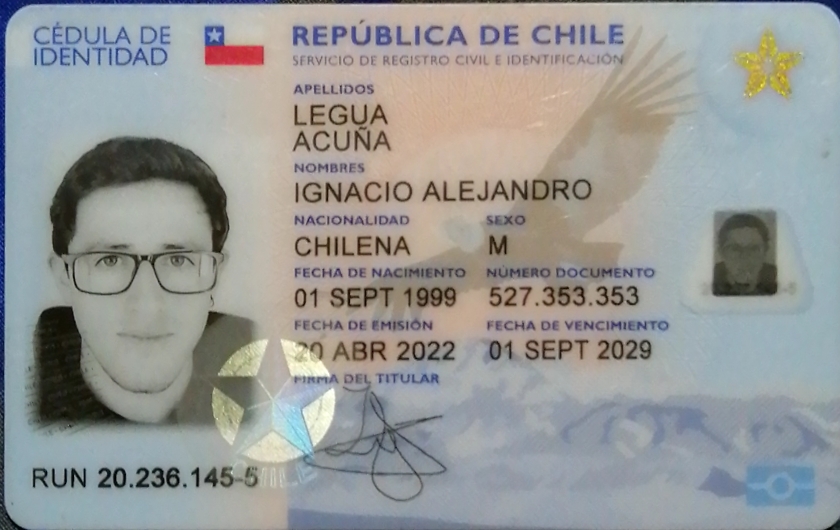 CÉDULA DE
IDENTIDAD
REPÚBLICA DE CHILE
SERVICIO DE REGISTRO CIVIL E IDENTIFICACIÓN
APELLIDOS
LEGUA
ACUÑA
NOMBRES
IGNACIO ALEJANDRO
NACIONALIDAD SEXO
CHILENA M
FECHA DE NACIMIENTO NÚMERO DOCUMENTO
01 SEPT 1999 527.353.353
FECHA DE EMISIÓN FECHA DE VENCIMIENTO
20 ABR 2022 01 SEPT 2029
FIRMA DEL TITULAR
RUN 20.236.145-5